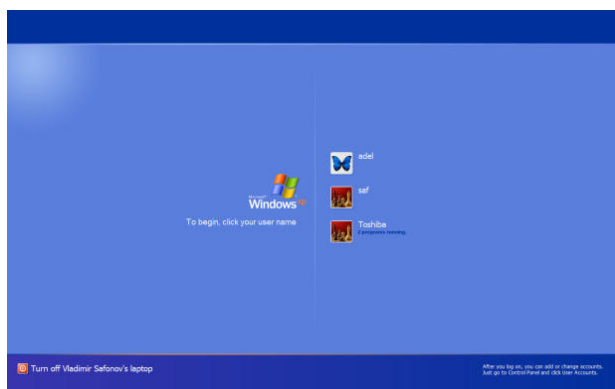 Microsoft
Windows xp
To begin, click your user name
adel
saf
Toshiba
2 programs running.
Turn off Vladimir Safonov's laptop
After you log on, you can add or change accounts.
Just go to Control Panel and click User Accounts.